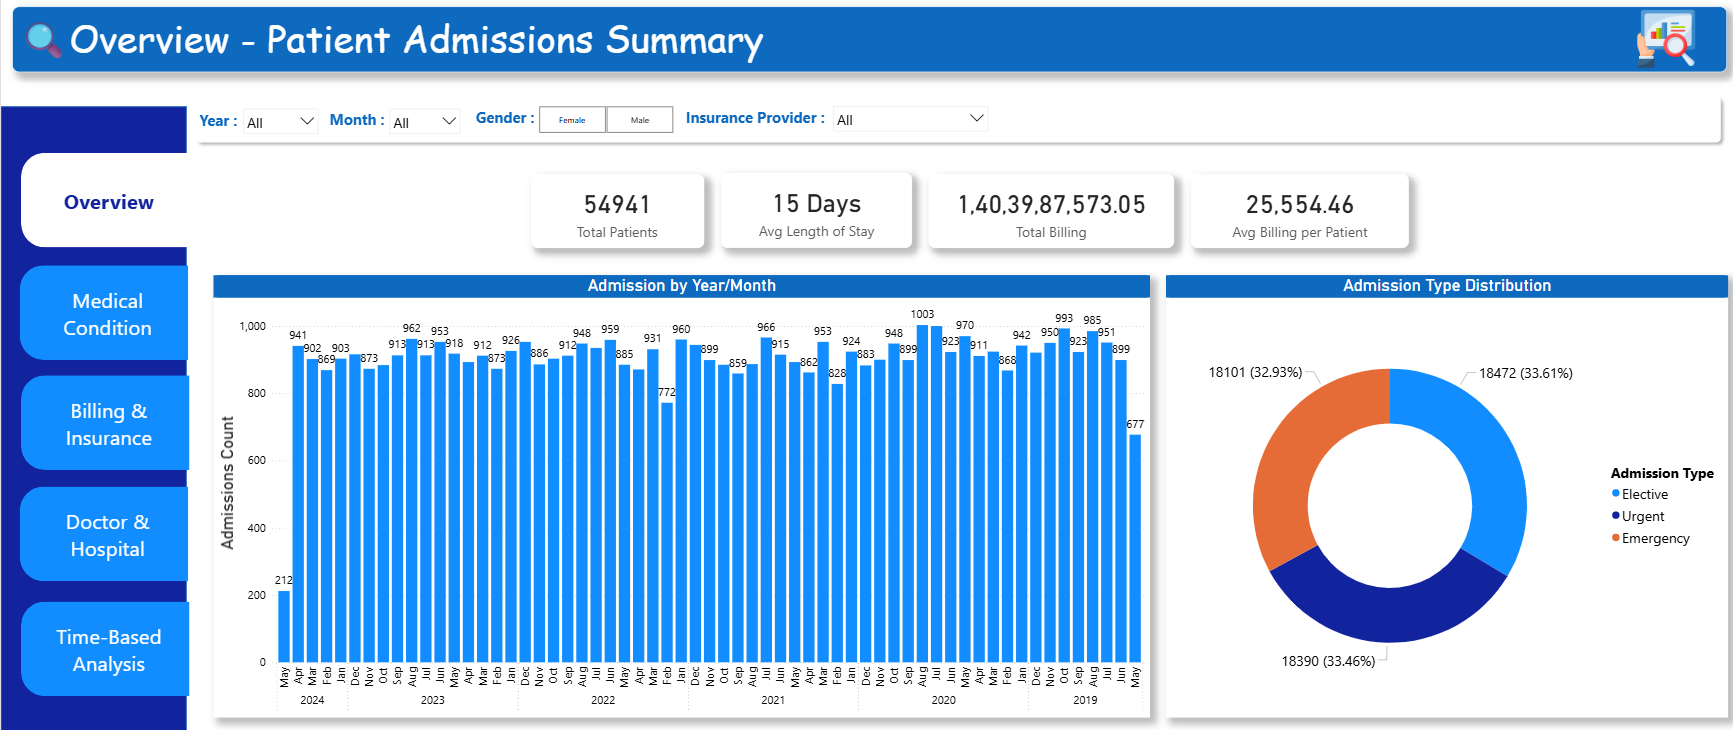 Overview - Patient Admissions Summary
Year : All Month : All Gender : Female Male Insurance Provider : All
Overview
Medical
Condition
Billing &
Insurance
Doctor &
Hospital
Time-Based
Analysis
54941
Total Patients
15 Days
Avg Length of Stay
1,40,39,87,573.05
Total Billing
25,554.46
Avg Billing per Patient
Admission by Year/Month
Admissions Count
1,000
800
600
400
200
0
212 941 902 869 903 873 913 962 913 953 918 912 873 926 886 912 948 959 885 931 772 960 899 859 966 915 862 953 828 924 883 948 899 1003 923 970 911 868 942 950 993 923 985 951 899 677
May Apr Mar Feb Jan Dec Nov Oct Sep Aug Jul Jun May Apr Mar Feb Jan Dec Nov Oct Sep Aug Jul Jun May Apr Mar Feb Jan Dec Nov Oct Sep Aug Jul Jun May Apr Mar Feb Jan Dec Nov Oct Sep Aug Jul Jun May Apr Mar Feb Jan Dec Nov Oct Sep Aug Jul Jun May
2024 2023 2022 2021 2020 2019
Admission Type Distribution
18101 (32.93%)
18472 (33.61%)
18390 (33.46%)
Admission Type
Elective
Urgent
Emergency